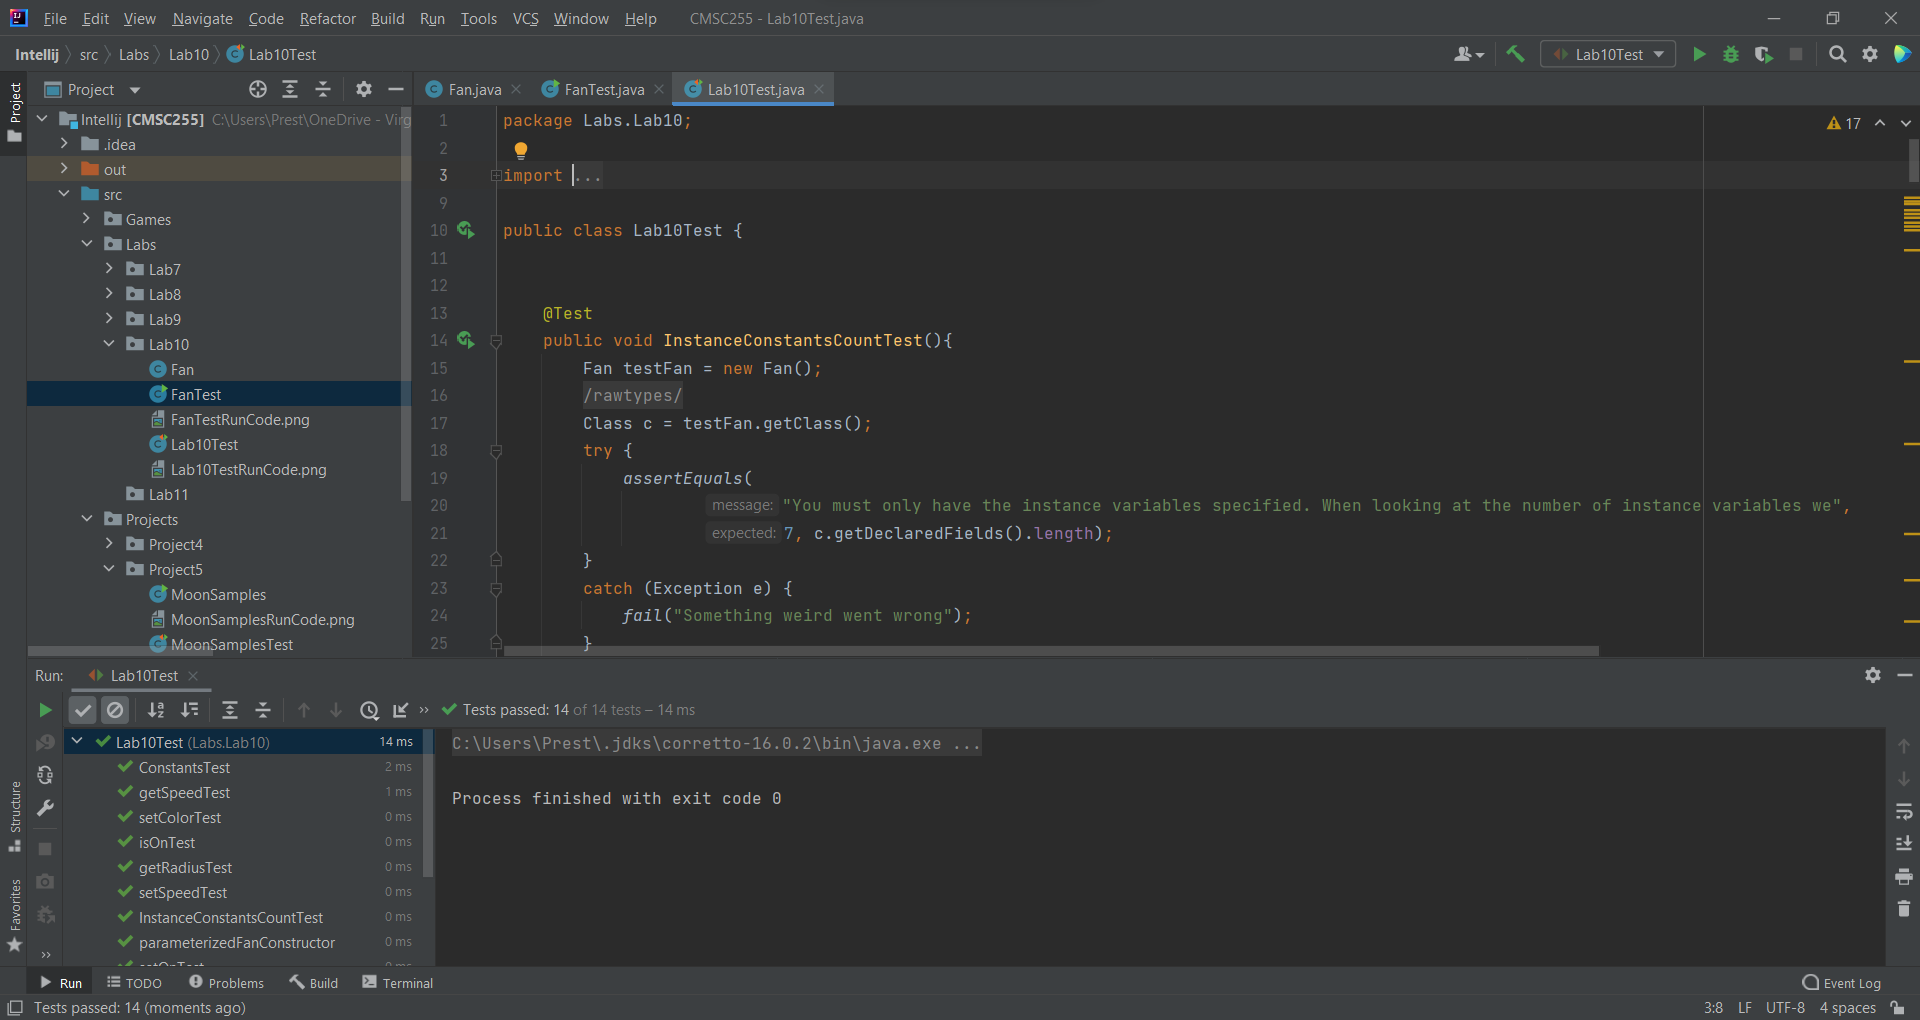 File Edit View Navigate Code Refactor Build Run Tools VCS Window Help CMSC255 - Lab10Test.java
Intellij src Labs Lab10 Lab10Test
Lab10Test
Project
Project
Fan.java
FanTest.java
Lab10Test.java
Intellij [CMSC255] C:\Users\Prest\OneDrive - Virg
.idea
out
src
Games
Labs
Lab7
Lab8
Lab9
Lab10
Fan
FanTest
FanTestRunCode.png
Lab10Test
Lab10TestRunCode.png
Lab11
Projects
Project4
Project5
MoonSamples
MoonSamplesRunCode.png
MoonSamplesTest
17
1 package Labs.Lab10;
2
3 import ...
9
10 public class Lab10Test {
11
12
13 @Test
14 public void InstanceConstantsCountTest(){
15 Fan testFan = new Fan();
16 /rawtypes/
17 Class c = testFan.getClass();
18 try {
19 assertEquals(
20 message: "You must only have the instance variables specified. When looking at the number of instance variables we",
21 expected: 7, c.getDeclaredFields().length);
22 }
23 catch (Exception e) {
24 fail("Something weird went wrong");
25 }
Run: Lab10Test
Tests passed: 14 of 14 tests – 14 ms
Lab10Test (Labs.Lab10) 14 ms
ConstantsTest 2 ms
getSpeedTest 1 ms
setColorTest 0 ms
isOnTest 0 ms
getRadiusTest 0 ms
setSpeedTest 0 ms
InstanceConstantsCountTest 0 ms
parameterizedFanConstructor 0 ms
C:\Users\Prest\.jdks\corretto-16.0.2\bin\java.exe ...
Process finished with exit code 0
Structure
Favorites
Run TODO Problems Build Terminal Event Log
Tests passed: 14 (moments ago) 3:8 LF UTF-8 4 spaces